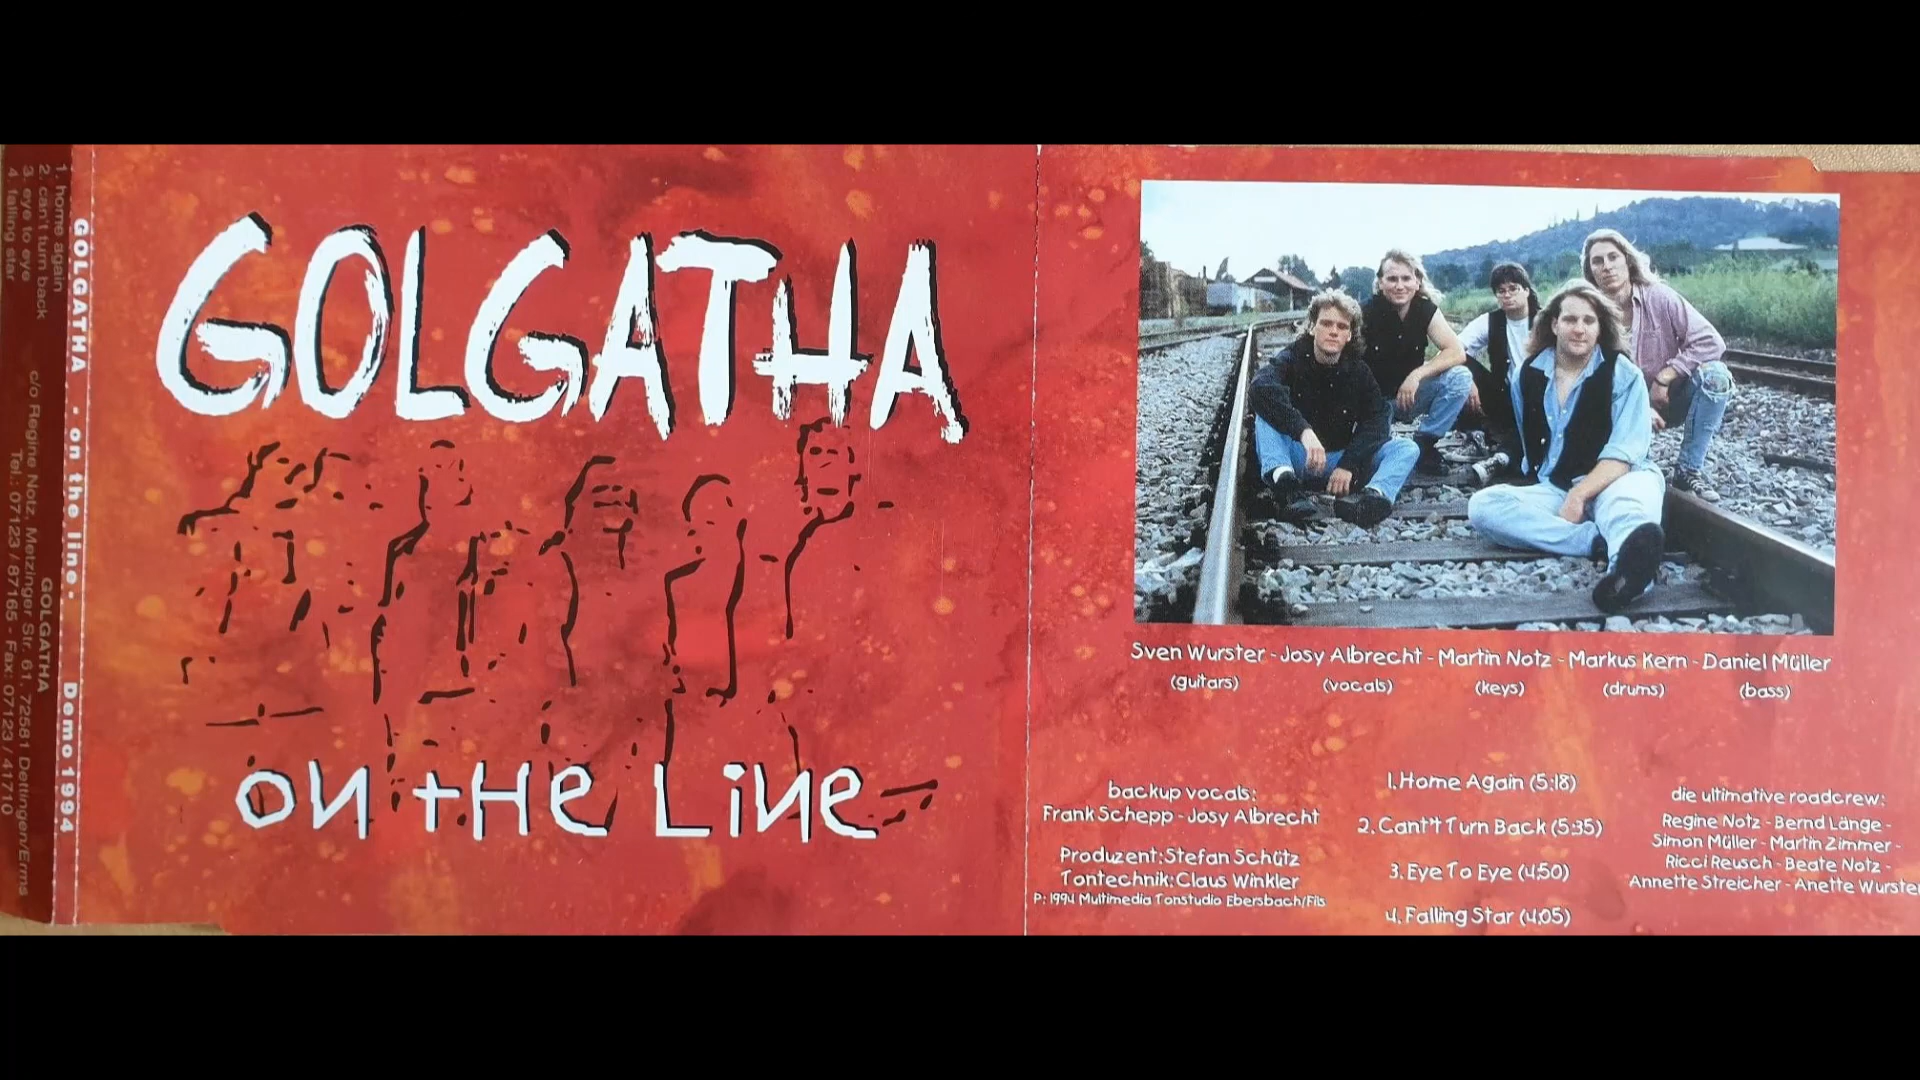 1. home again
2. can't turn back
3. eye to eye
4. falling star
GOLGATHA
c/o Regine Notz, Metzinger Str. 61, 72581 Dettingen/Erms
Tel.: 07123 / 87165 - Fax: 07123 / 41710
GOLGATHA - on the line - Demo 1994
GOLGATHA
on the Line
Sven Wurster - Josy Albrecht - Martin Notz - Markus Kern - Daniel Müller
(guitars) (vocals) (keys) (drums) (bass)
backup vocals:
Frank Schepp - Josy Albrecht
Produzent: Stefan Schütz
Tontechnik: Claus Winkler
P: 1994 Multimedia Tonstudio Ebersbach/Fils
1. Home Again (5:18)
2. Cant't Turn Back (5:35)
3. Eye To Eye (4:50)
4. Falling Star (4:05)
die ultimative roadcrew:
Regine Notz - Bernd Länge -
Simon Müller - Martin Zimmer -
Ricci Reusch - Beate Notz -
Annette Streicher - Anette Wurster